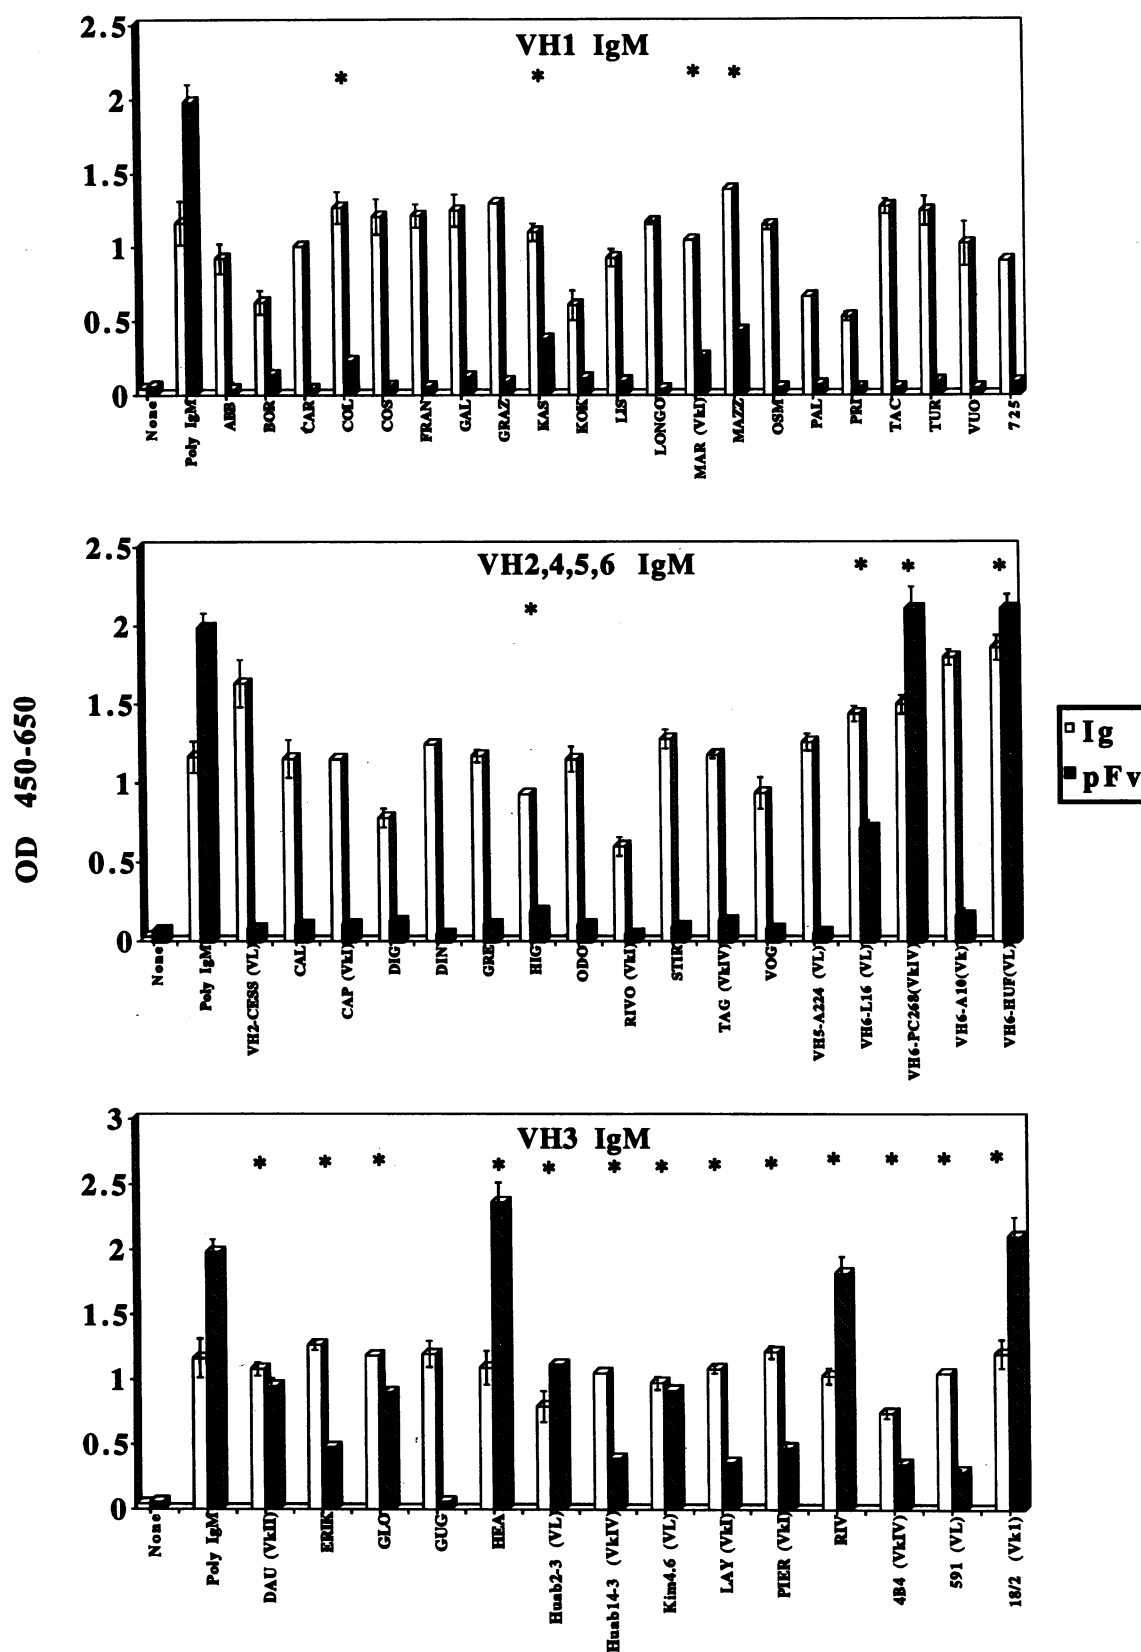 VH1 IgM
* * * *
2.5
2
1.5
1
0.5
0
None
Poly IgM
ABB
BOR
CAR
COL
COS
FRAN
GAL
GRAZ
KAS
KOK
LIS
LONGO
MAR (VkI)
MAZZ
OSM
PAL
PRI
TAC
TUR
VUO
725
OD 450-650
VH2,4,5,6 IgM
* * * *
2.5
2
1.5
1
0.5
0
None
Poly IgM
VH2-CESS (VL)
CAL
CAP (VkI)
DIG
DIN
GRE
HIG
ODO
RIVO (VkI)
STIR
TAG (VkIV)
VOG
VH5-A224 (VL)
VH6-L16 (VL)
VH6-PC268(VkIV)
VH6-A10(Vk)
VH6-HUF(VL)
Ig
pFv
VH3 IgM
* * * * * * * * * * * * *
3
2.5
2
1.5
1
0.5
0
None
Poly IgM
DAU (VkII)
ERIK
GLO
GUG
HEA
Huab2-3 (VL)
Huab14-3 (VkIV)
Kim4.6 (VL)
LAY (VkI)
PIER (VkI)
RIV
4B4 (VkIV)
591 (VL)
18/2 (Vk1)